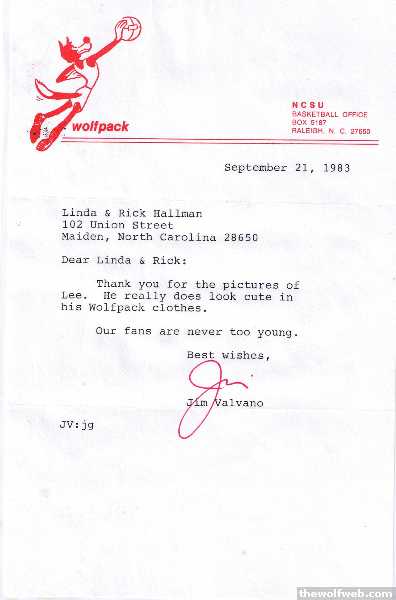 wolfpack
NCSU
BASKETBALL OFFICE
BOX 5187
RALEIGH, N. C. 27650
September 21, 1983
Linda & Rick Hallman
102 Union Street
Maiden, North Carolina 28650
Dear Linda & Rick:
Thank you for the pictures of
Lee. He really does look cute in
his Wolfpack clothes.
Our fans are never too young.
Best wishes,
Jim
Jim Valvano
JV:jg
thewolfweb.com